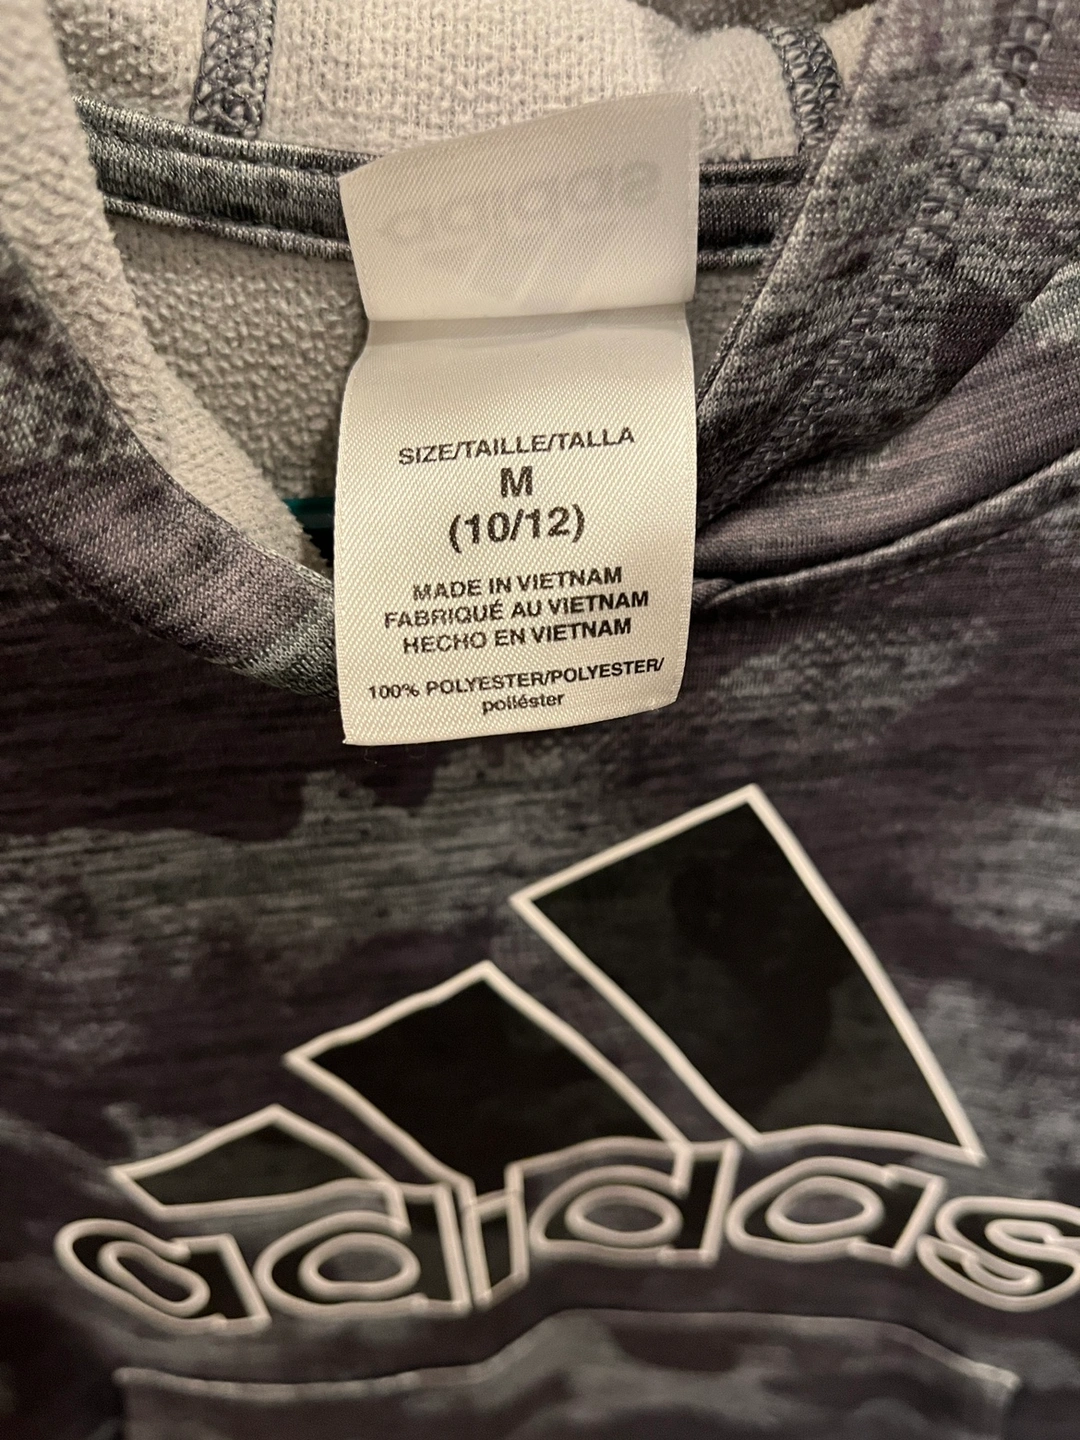 adidas
SIZE/TAILLE/TALLA
M
(10/12)
MADE IN VIETNAM
FABRIQUÉ AU VIETNAM
HECHO EN VIETNAM
100% POLYESTER/POLYESTER/
poliéster
adidas